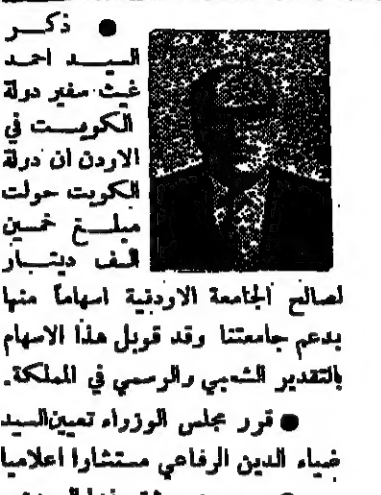 ● ذكر
السيد احمد
غيث سفير دولة
الكويت في
الاردن ان دولة
الكويت حولت
مبلغ خمسين
الف دينار
لصالح الجامعة الاردنية اسهاماً منها
بدعم جامعتنا وقد قوبل هذا الاسهام
بالتقدير الشعبي والرسمي في المملكة.
● قرر مجلس الوزراء تعيين السيد
ضياء الدين الرفاعي مستشارا اعلاميا